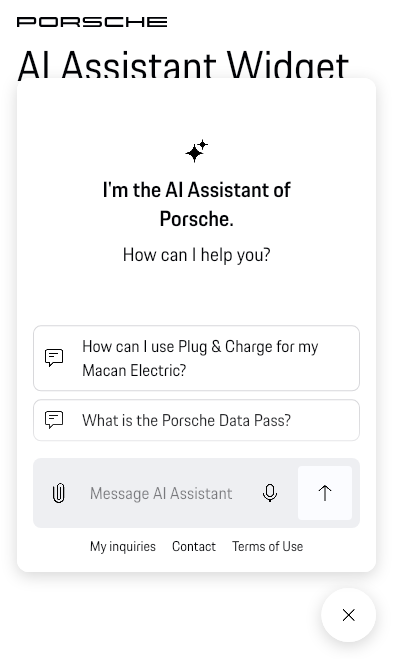 PORSCHE
AI Assistant Widget
I'm the AI Assistant of
Porsche.
How can I help you?
How can I use Plug & Charge for my
Macan Electric?
What is the Porsche Data Pass?
Message AI Assistant
My inquiries Contact Terms of Use